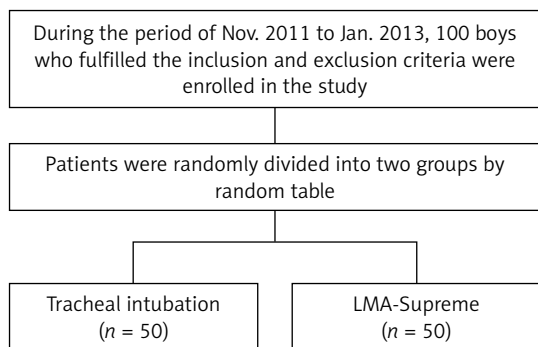 During the period of Nov. 2011 to Jan. 2013, 100 boys
who fulfilled the inclusion and exclusion criteria were
enrolled in the study
Patients were randomly divided into two groups by
random table
Tracheal intubation
(n = 50)
LMA-Supreme
(n = 50)